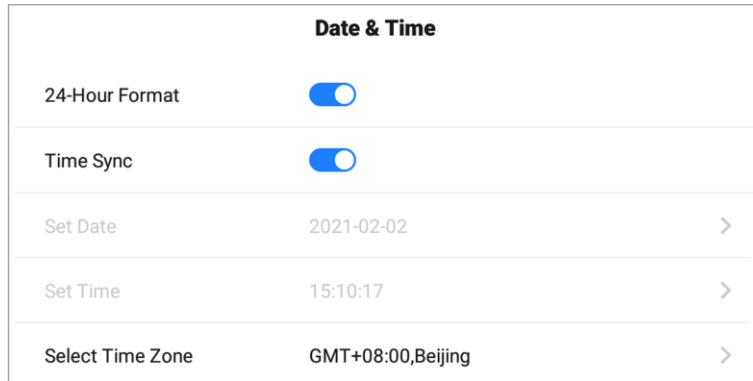 Date & Time
24-Hour Format
Time Sync
Set Date 2021-02-02
Set Time 15:10:17
Select Time Zone GMT+08:00,Beijing